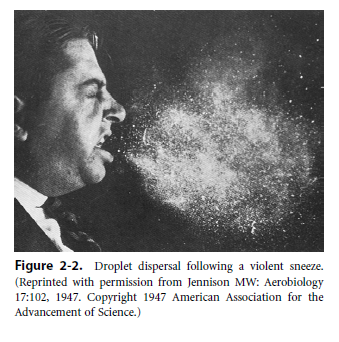 Figure 2-2. Droplet dispersal following a violent sneeze.
(Reprinted with permission from Jennison MW: Aerobiology
17:102, 1947. Copyright 1947 American Association for the
Advancement of Science.)